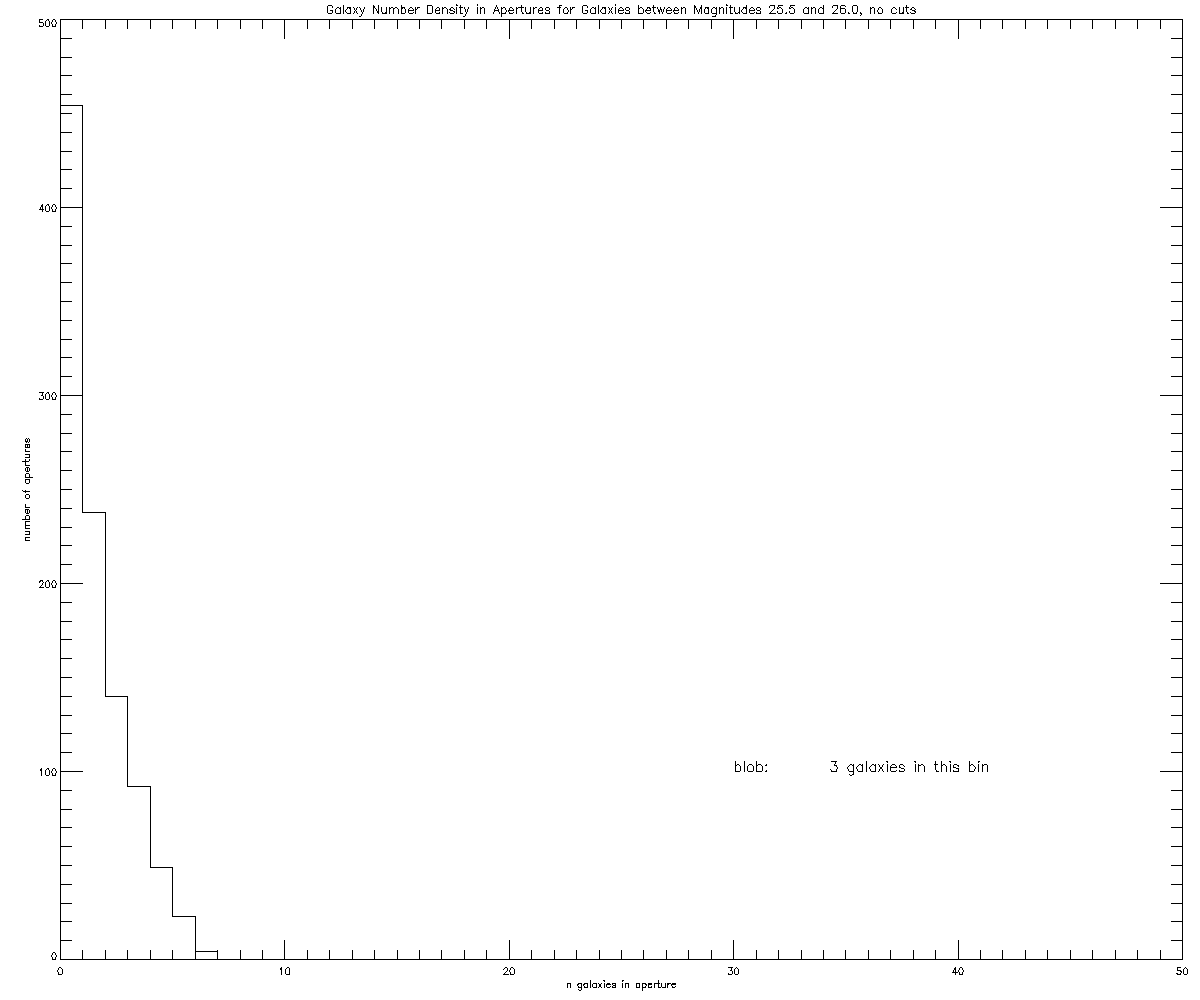 Galaxy Number Density in Apertures for Galaxies between Magnitudes 25.5 and 26.0, no cuts
500
400
300
200
100
0
number of apertures
blob: 3 galaxies in this bin
0 10 20 30 40 50
n galaxies in aperture